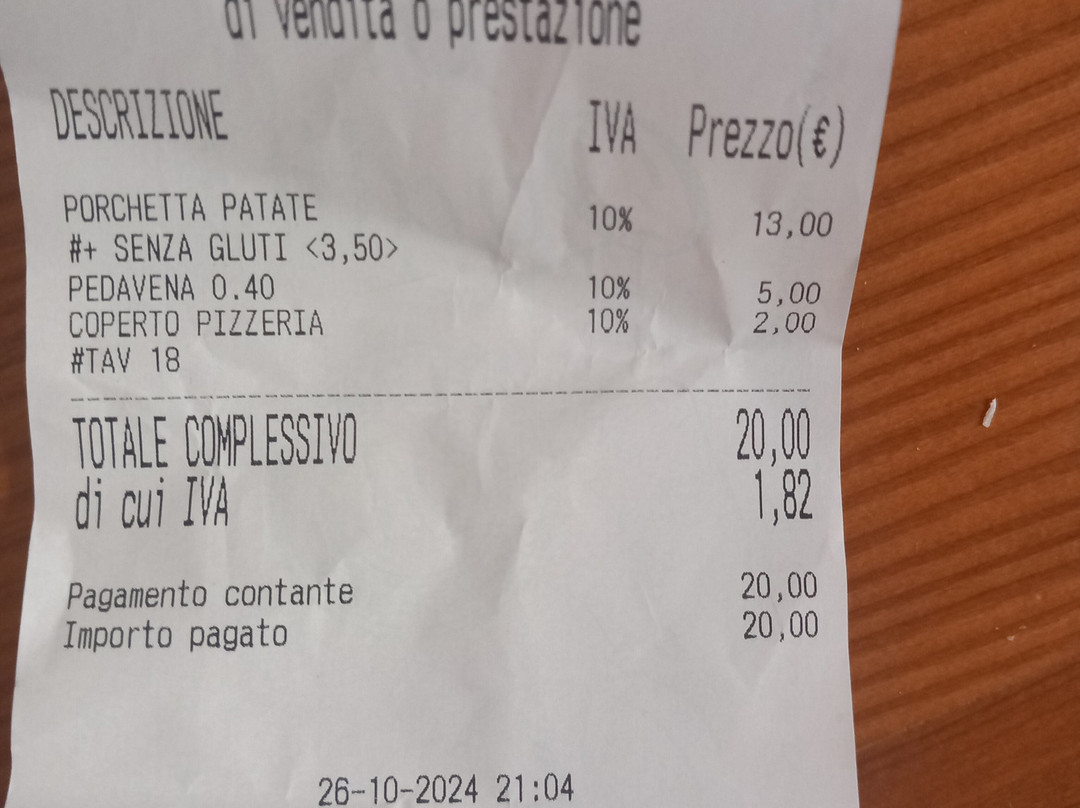 di vendita o prestazione
DESCRIZIONE IVA Prezzo(€)
PORCHETTA PATATE 10% 13,00
#+ SENZA GLUTI <3,50>
PEDAVENA 0.40 10% 5,00
COPERTO PIZZERIA 10% 2,00
#TAV 18
TOTALE COMPLESSIVO 20,00
di cui IVA 1,82
Pagamento contante 20,00
Importo pagato 20,00
26-10-2024 21:04